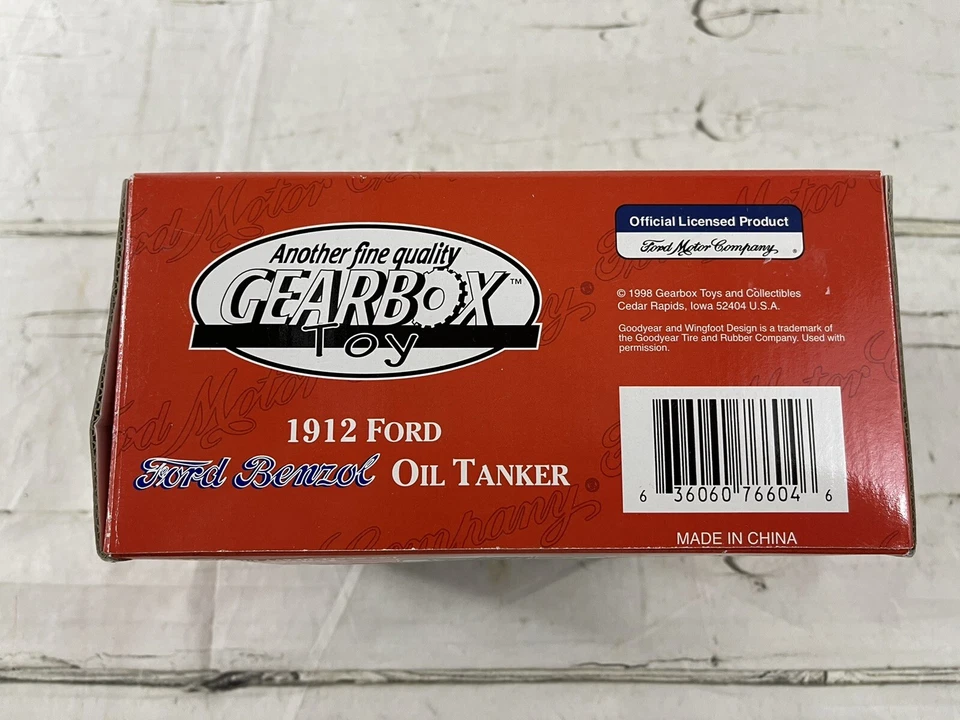 Another fine quality
GEARBOX™
Toy
1912 FORD
Ford Benzol OIL TANKER
Official Licensed Product
Ford Motor Company®
© 1998 Gearbox Toys and Collectibles
Cedar Rapids, Iowa 52404 U.S.A.
Goodyear and Wingfoot Design is a trademark of
the Goodyear Tire and Rubber Company. Used with
permission.
6 36060 76604 6
MADE IN CHINA